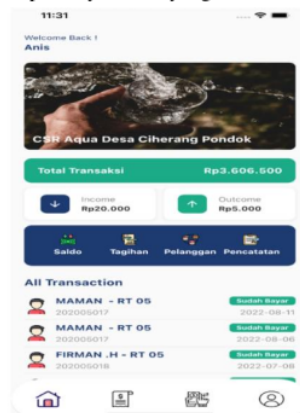 11:31
Welcome Back !
Anis
CSR Aqua Desa Ciherang Pondok
Total Transaksi Rp3.606.500
Income
Rp20.000
Outcome
Rp5.000
Saldo Tagihan Pelanggan Pencatatan
All Transaction
MAMAN - RT 05 Sudah Bayar
202005017 2022-08-11
MAMAN - RT 05 Sudah Bayar
202005017 2022-08-06
FIRMAN .H - RT 05 Sudah Bayar
202005018 2022-07-08